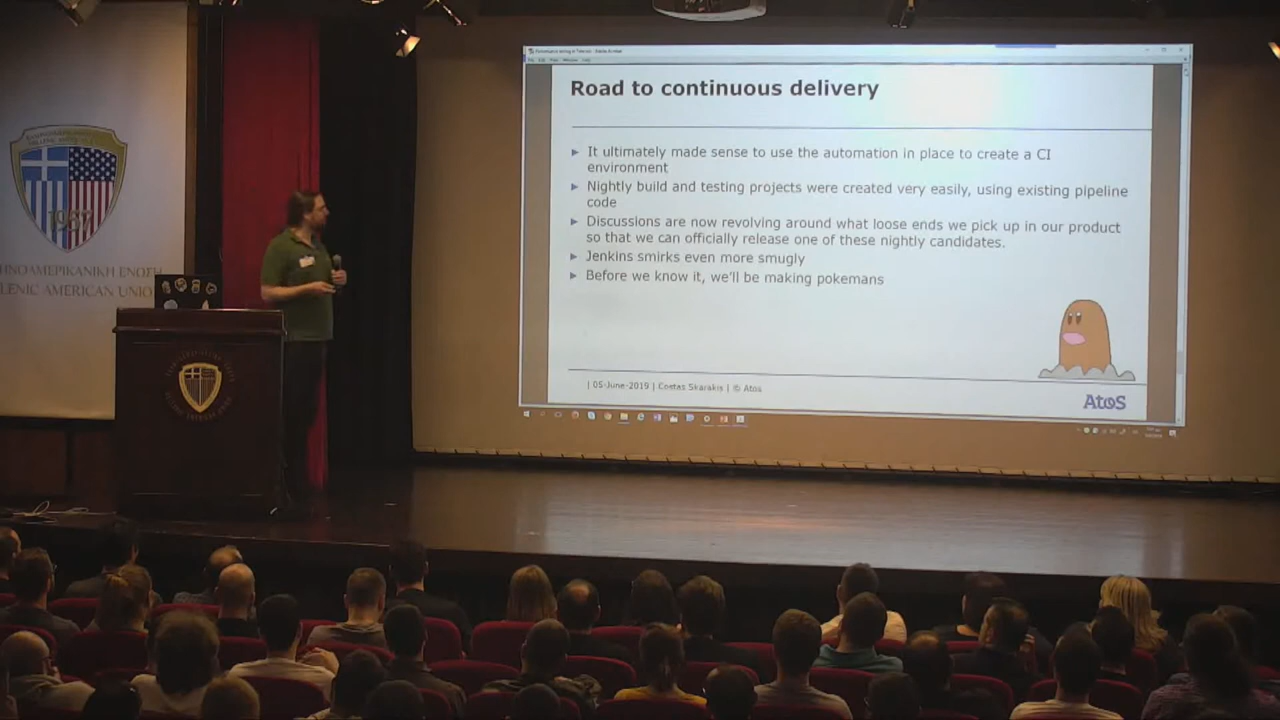 Road to continuous delivery
It ultimately made sense to use the automation in place to create a CI
environment
Nightly build and testing projects were created very easily, using existing pipeline
code
Discussions are now revolving around what loose ends we pick up in our product
so that we can officially release one of these nightly candidates.
Jenkins smirks even more smugly
Before we know it, we'll be making pokemans
| 05-June-2019 | Costas Skarakis | © Atos
Atos
1957
ΗΝΟΑΜΕΡΙΚΑΝΙΚΗ ΕΝΩΣΗ
LENIC AMERICAN UNIO